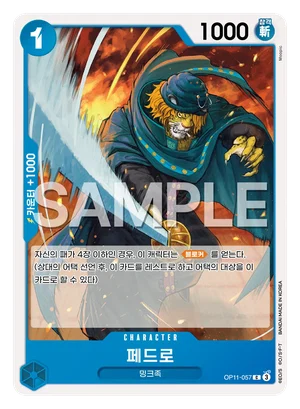 1
1000
참격
斬
카운터 +1000
SAMPLE
자신의 패가 4장 이하인 경우, 이 캐릭터는 블로커 를 얻는다.
(상대의 어택 선언 후, 이 카드를 레스트로 하고 어택의 대상을 이
카드로 할 수 있다)
CHARACTER
페드로
밍크족
OP11-057 C
3
BANDAI MADE IN KOREA